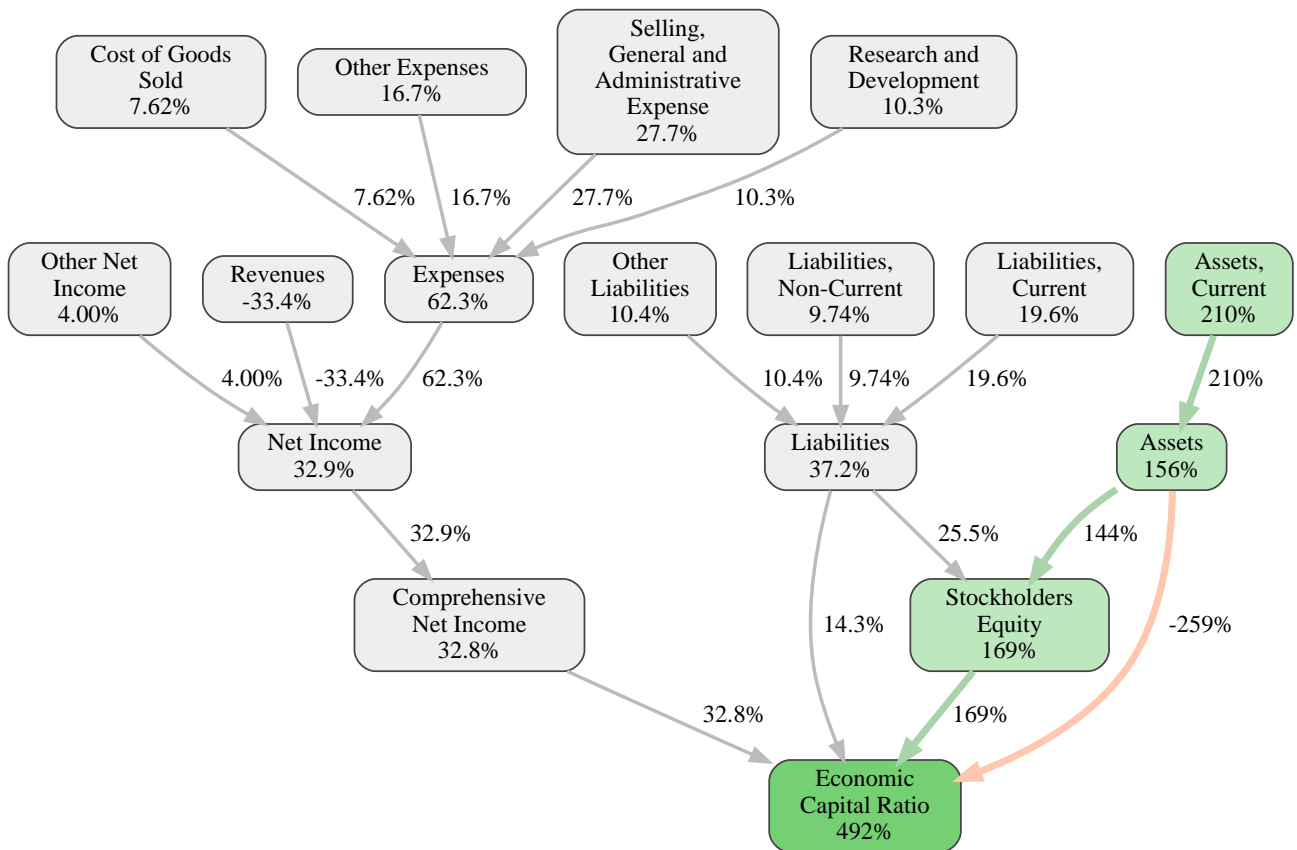 Cost of Goods
Sold
7.62%
Other Expenses
16.7%
Selling,
General and
Administrative
Expense
27.7%
Research and
Development
10.3%
7.62%
16.7%
27.7%
10.3%
Other Net
Income
4.00%
Revenues
-33.4%
Expenses
62.3%
Other
Liabilities
10.4%
Liabilities,
Non-Current
9.74%
Liabilities,
Current
19.6%
Assets,
Current
210%
4.00%
-33.4%
62.3%
10.4%
9.74%
19.6%
210%
Net Income
32.9%
Liabilities
37.2%
Assets
156%
32.9%
25.5%
144%
Comprehensive
Net Income
32.8%
14.3%
Stockholders
Equity
169%
-259%
32.8%
169%
Economic
Capital Ratio
492%